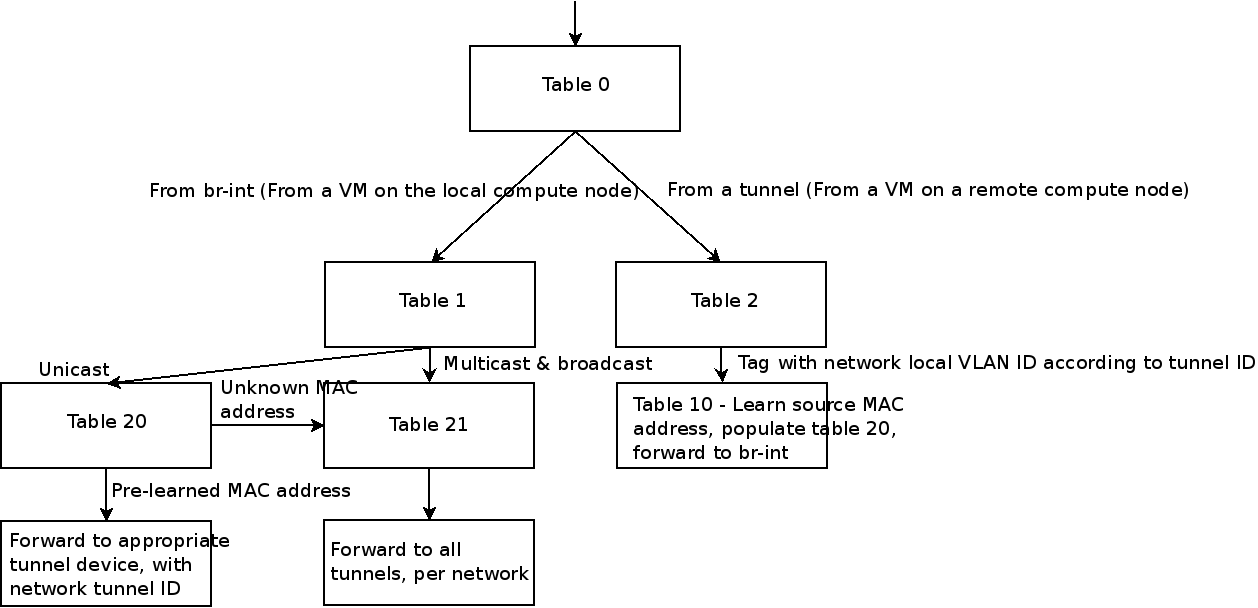 Table 0
From br-int (From a VM on the local compute node)
From a tunnel (From a VM on a remote compute node)
Table 1
Table 2
Unicast
Multicast & broadcast
Tag with network local VLAN ID according to tunnel ID
Table 20
Unknown MAC
address
Table 21
Table 10 - Learn source MAC
address, populate table 20,
forward to br-int
Pre-learned MAC address
Forward to appropriate
tunnel device, with
network tunnel ID
Forward to all
tunnels, per network